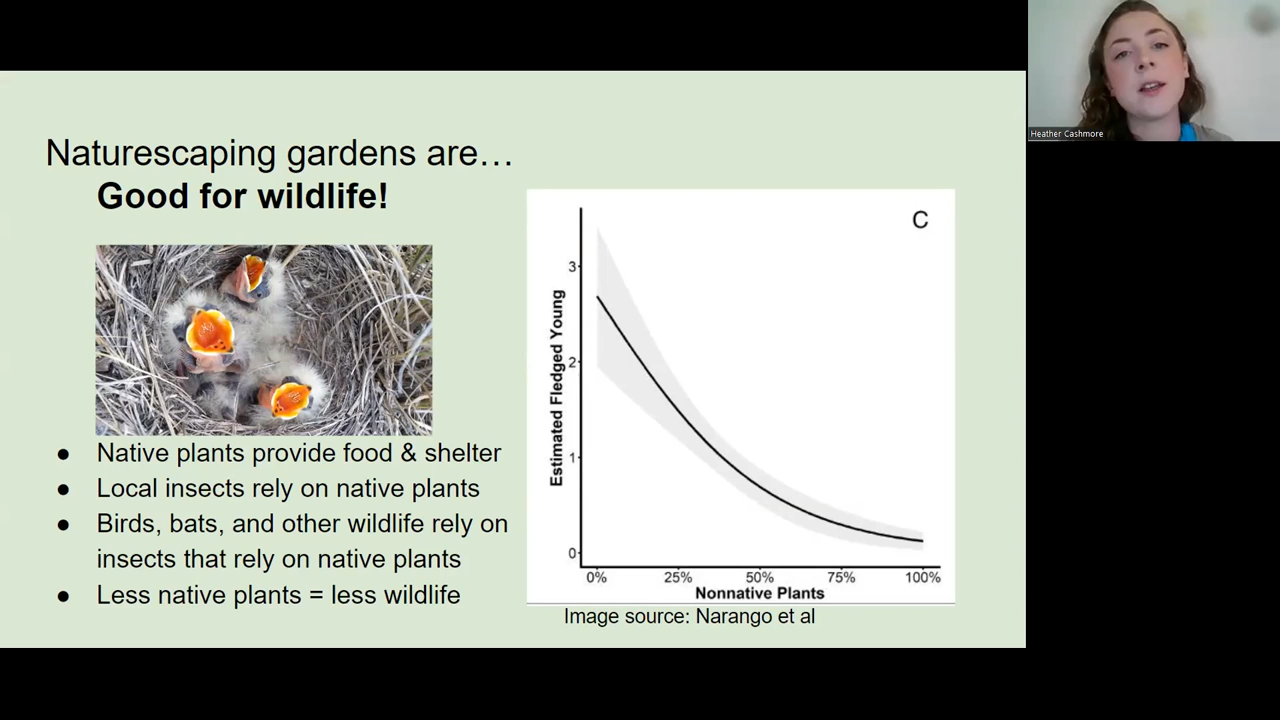 Naturescaping gardens are…
Good for wildlife!
● Native plants provide food & shelter
● Local insects rely on native plants
● Birds, bats, and other wildlife rely on
insects that rely on native plants
● Less native plants = less wildlife
C
Estimated Fledged Young
3
2
1
0
0% 25% 50% 75% 100%
Nonnative Plants
Image source: Narango et al
Heather Cashmore